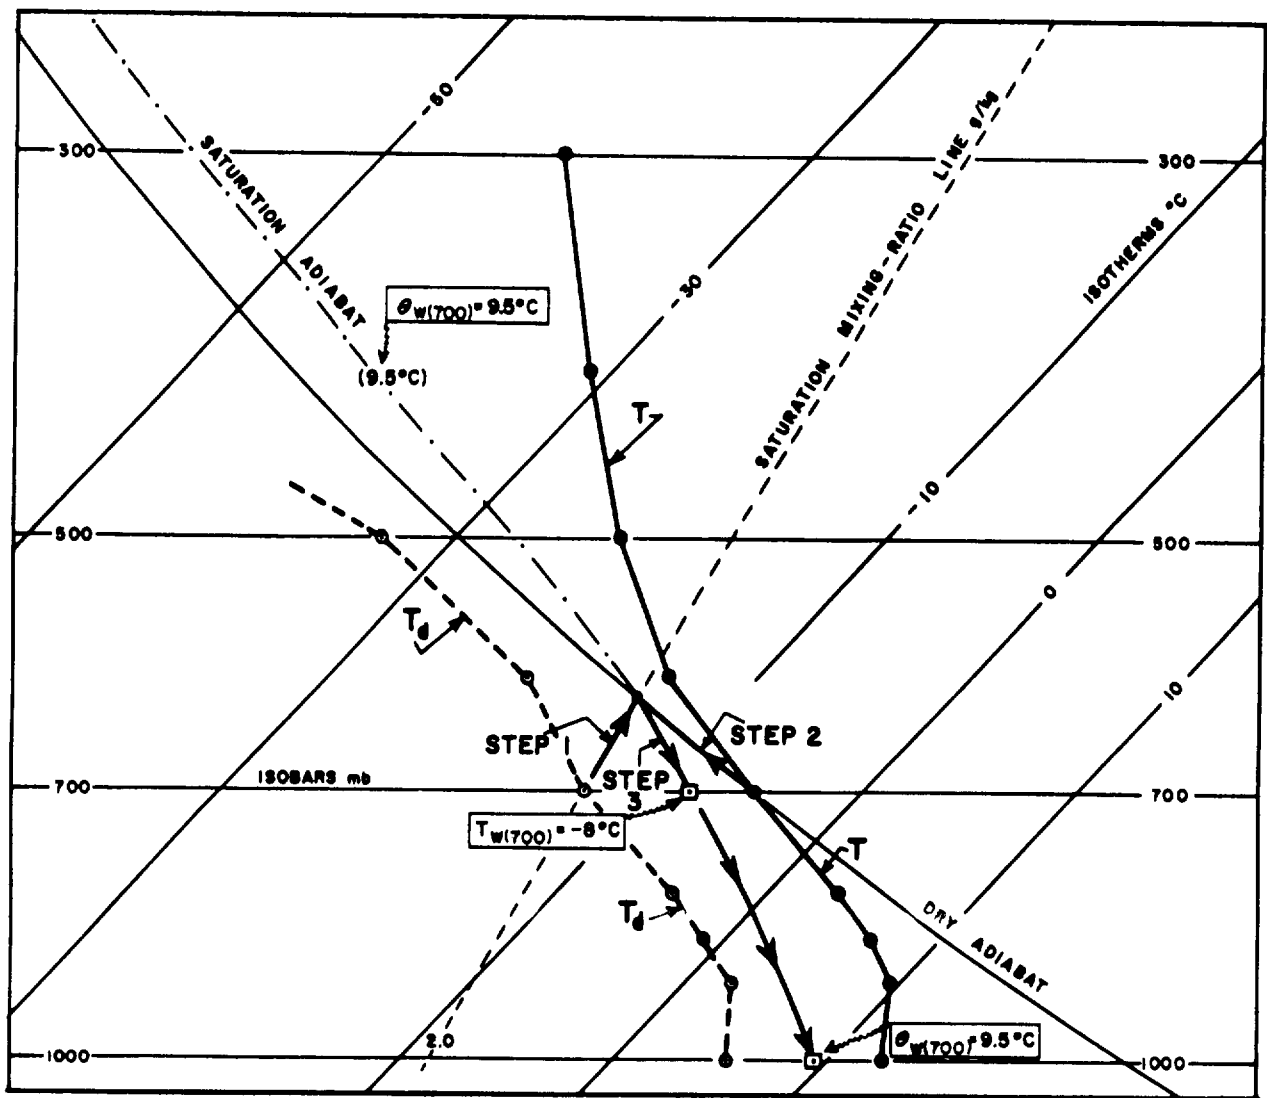 -50
300
300
SATURATION ADIABAT
SATURATION MIXING-RATIO LINE g/kg
ISOTHERMS °C
-30
θW(700)=9.5°C
(9.5°C)
T
-10
500
500
0
Td
10
STEP
STEP 2
STEP
3
ISOBARS mb
700
700
TW(700)=-8°C
T
Td
DRY ADIABAT
2.0
θW(700)=9.5°C
1000
1000